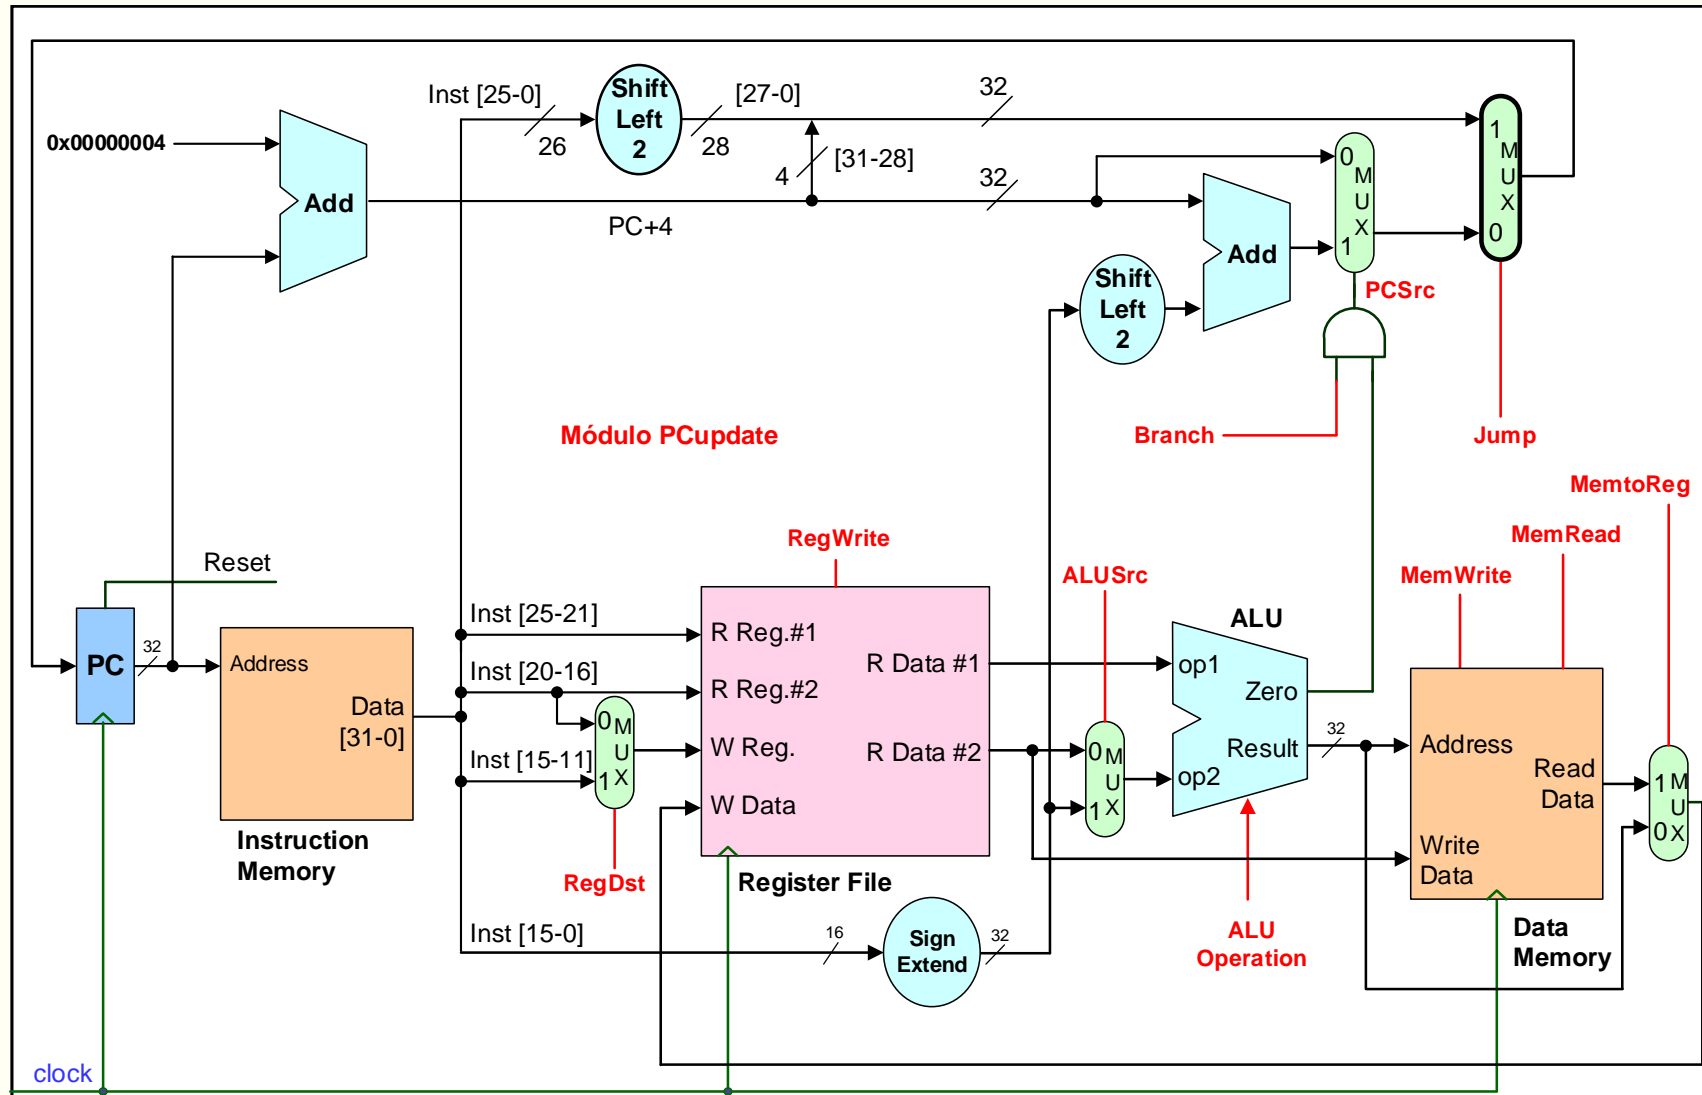 Inst [25-0]
Shift
Left
2
[27-0]
32
26
28
0x00000004
Add
4
[31-28]
32
PC+4
0
M
U
X
1
1
M
U
X
0
Add
Shift
Left
2
PCSrc
Módulo PCupdate
Branch
Jump
MemtoReg
RegWrite
MemRead
ALUSrc
MemWrite
Reset
PC
32
Address
Data
[31-0]
Instruction
Memory
Inst [25-21]
Inst [20-16]
Inst [15-11]
0
M
U
X
1
RegDst
R Reg.#1
R Reg.#2
W Reg.
W Data
R Data #1
R Data #2
Register File
0
M
U
X
1
ALU
op1
Zero
Result
op2
32
ALU
Operation
Address
Read
Data
Write
Data
Data
Memory
1
M
U
X
0
Inst [15-0]
16
Sign
Extend
32
clock